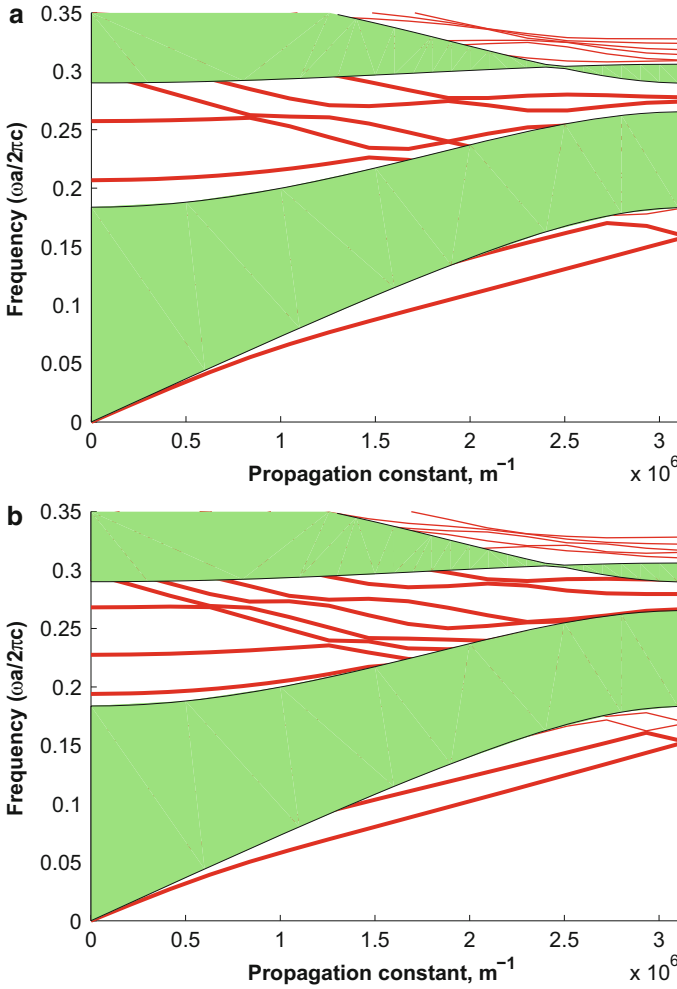 a
0.35
0.3
0.25
0.2
0.15
0.1
0.05
0
Frequency (ωa/2πc)
0 0.5 1 1.5 2 2.5 3
Propagation constant, m⁻¹
x 10⁶
b
0.35
0.3
0.25
0.2
0.15
0.1
0.05
0
Frequency (ωa/2πc)
0 0.5 1 1.5 2 2.5 3
Propagation constant, m⁻¹
x 10⁶